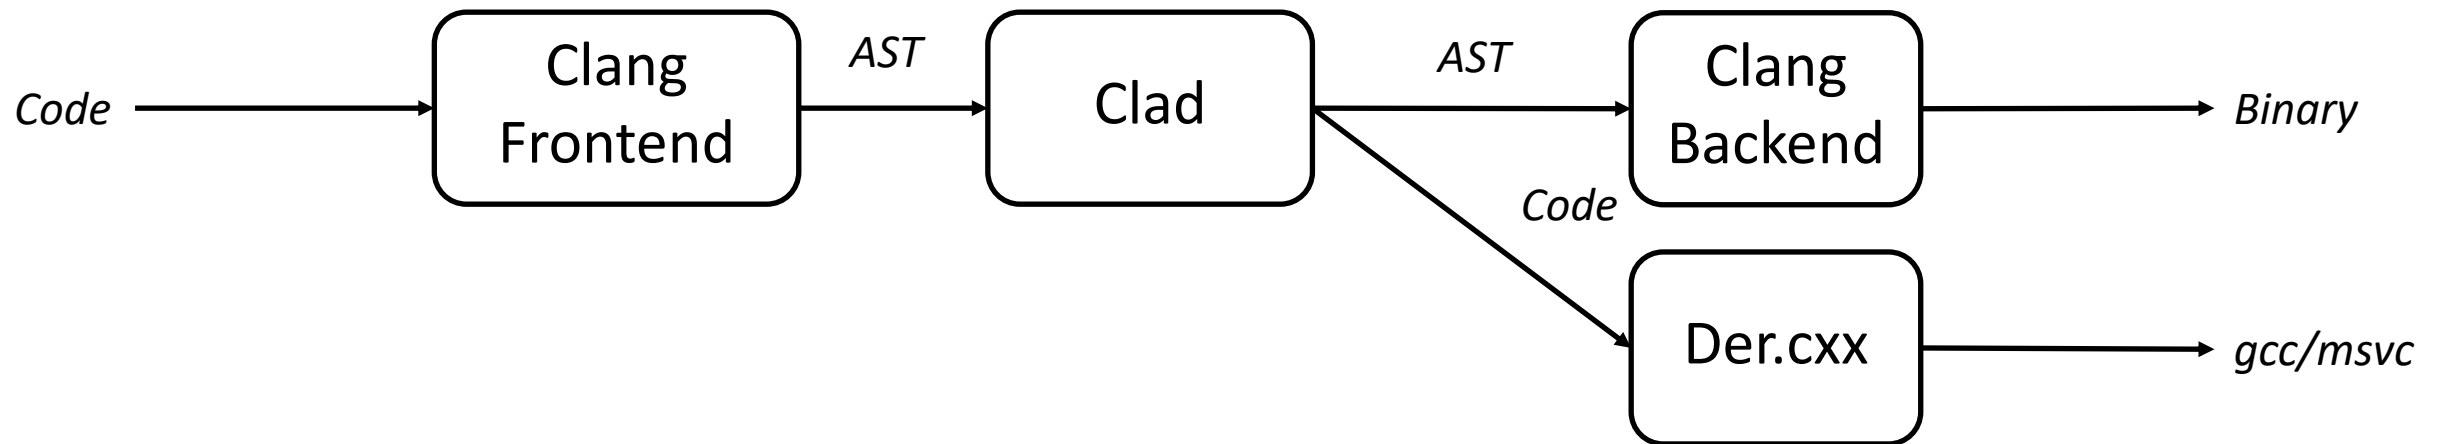 Code
Clang
Frontend
AST
Clad
AST
Clang
Backend
Binary
Code
Der.cxx
gcc/msvc